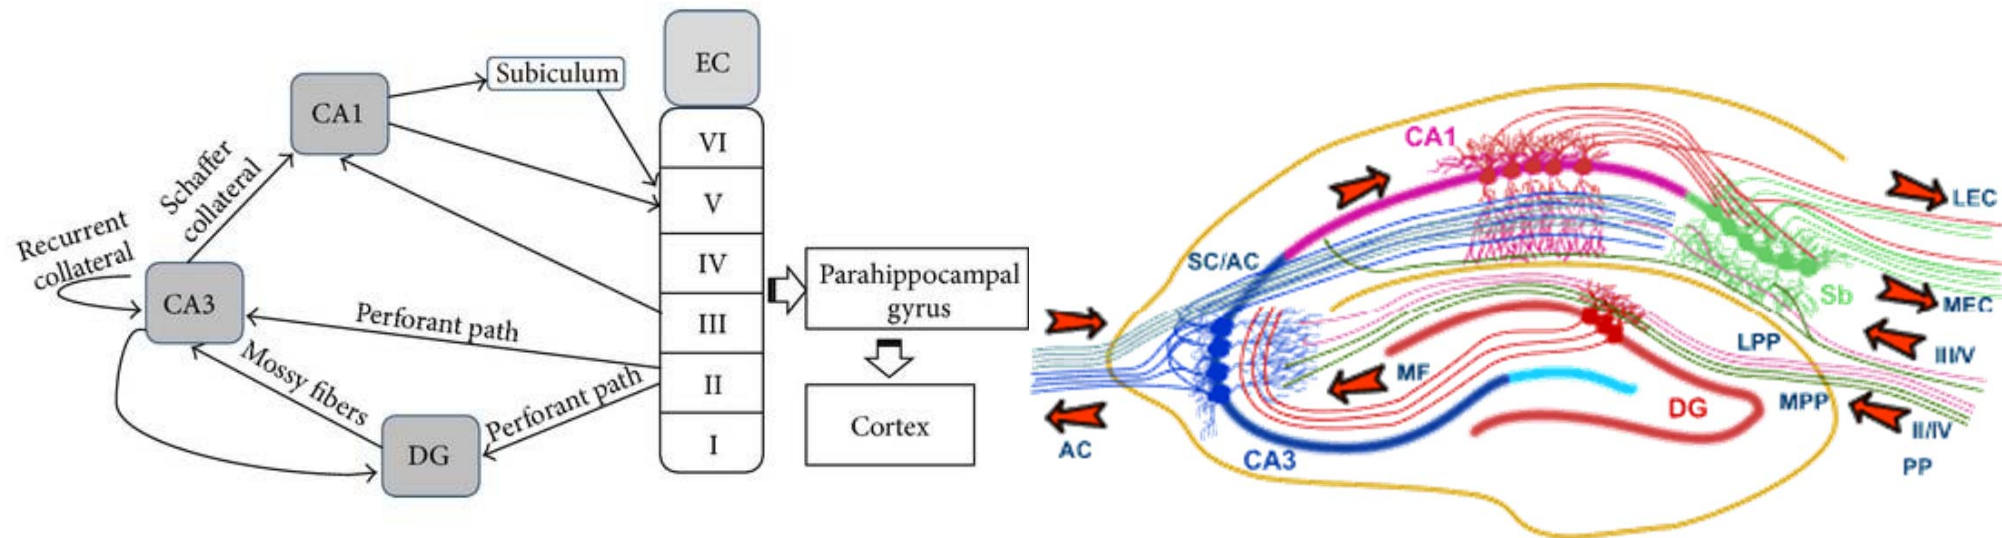 EC
Subiculum
CA1
VI
Schaffer
collateral
V
Recurrent
collateral
IV
CA3
Perforant path
III
Parahippocampal
gyrus
Mossy fibers
II
Perforant path
DG
I
Cortex
CA1
LEC
SC/AC
Sb
MEC
LPP
III/V
MF
MPP
DG
II/IV
PP
AC
CA3